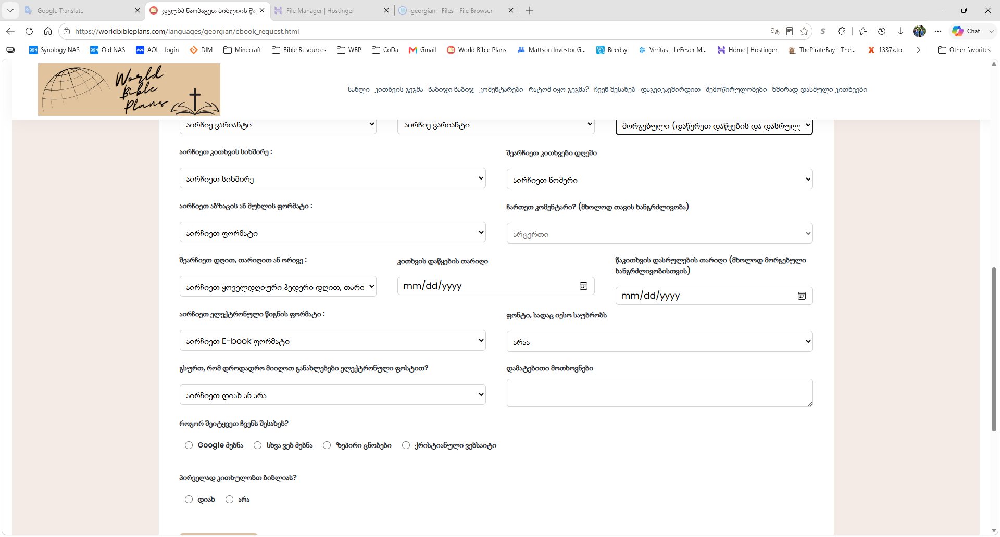 Google Translate
დვლბპ ნაოპაგეთ ბიბლიის წა
File Manager | Hostinger
georgian - Files - File Browser
https://worldbibleplans.com/languages/georgian/ebook_request.html
Chat
Synology NAS
Old NAS
AOL - login
DIM
Minecraft
Bible Resources
WBP
CoDa
Gmail
World Bible Plans
Mattson Investor G...
Reedsy
Veritas - LeFever M...
Home | Hostinger
ThePirateBay - The...
1337x.to
Other favorites
World
Bible
Plans
სახლი კითხვის გეგმა ნაბიჯი ნაბიჯ კომენტარები რატომ იყო გეგმა? ჩვენ შესახებ დაგვიკავშირდით შემოწირულობები ხშირად დასმული კითხვები
აირჩიე ვარიანტი
აირჩიე ვარიანტი
მორგებული (დაწერეთ დაწყების და დასრულე
აირჩიეთ კითხვის სიხშირე :
შეარჩიეთ კითხვები დღეში
აირჩიეთ სიხშირე
აირჩიეთ ნომერი
აირჩიეთ აბზაცის ან მუხლის ფორმატი :
ჩართეთ კომენტარი? (მხოლოდ თავის ხანგრძლივობა)
აირჩიეთ ფორმატი
არცერთი
შეარჩიეთ დღით, თარიღით ან ორივე :
კითხვის დაწყების თარიღი
წაკითხვის დასრულების თარიღი (მხოლოდ მორგებული
ხანგრძლივობისთვის)
აირჩიეთ ყოველდღიური ჰედერი დღით, თარი
mm/dd/yyyy
mm/dd/yyyy
აირჩიეთ ელექტრონული წიგნის ფორმატი :
ფონტი, სადაც იესო საუბრობს
აირჩიეთ E-book ფორმატი
არაა
გსურთ, რომ დროდადრო მიიღოთ განახლებები ელექტრონული ფოსტით?
დამატებითი მოთხოვნები
აირჩიეთ დიახ ან არა
როგორ შეიტყვეთ ჩვენს შესახებ?
Google ძებნა
სხვა ვებ ძებნა
ზეპირი ცნობები
ქრისტიანული ვებსაიტი
პირველად კითხულობთ ბიბლიას?
დიახ
არა